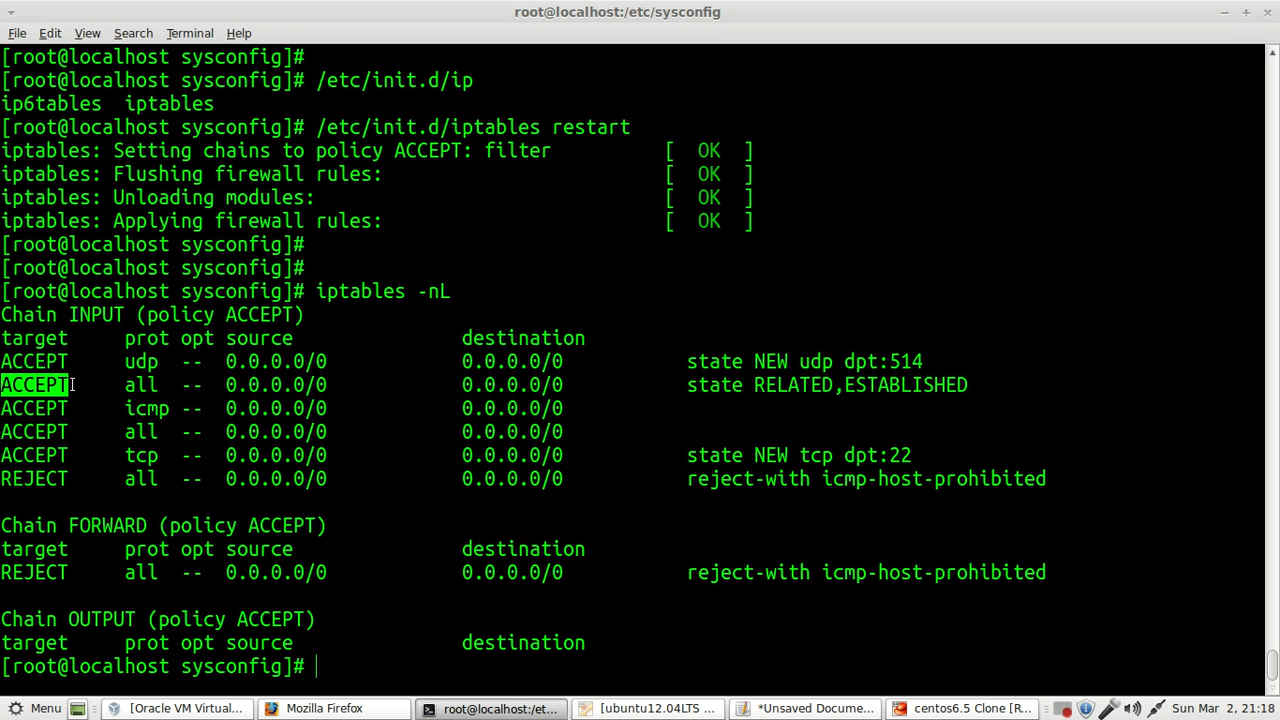 root@localhost:/etc/sysconfig
File Edit View Search Terminal Help
[root@localhost sysconfig]#
[root@localhost sysconfig]# /etc/init.d/ip
ip6tables  iptables
[root@localhost sysconfig]# /etc/init.d/iptables restart
iptables: Setting chains to policy ACCEPT: filter          [  OK  ]
iptables: Flushing firewall rules:                         [  OK  ]
iptables: Unloading modules:                               [  OK  ]
iptables: Applying firewall rules:                         [  OK  ]
[root@localhost sysconfig]#
[root@localhost sysconfig]#
[root@localhost sysconfig]# iptables -nL
Chain INPUT (policy ACCEPT)
target     prot opt source               destination
ACCEPT     udp  --  0.0.0.0/0            0.0.0.0/0           state NEW udp dpt:514
ACCEPT     all  --  0.0.0.0/0            0.0.0.0/0           state RELATED,ESTABLISHED
ACCEPT     icmp --  0.0.0.0/0            0.0.0.0/0
ACCEPT     all  --  0.0.0.0/0            0.0.0.0/0
ACCEPT     tcp  --  0.0.0.0/0            0.0.0.0/0           state NEW tcp dpt:22
REJECT     all  --  0.0.0.0/0            0.0.0.0/0           reject-with icmp-host-prohibited
Chain FORWARD (policy ACCEPT)
target     prot opt source               destination
REJECT     all  --  0.0.0.0/0            0.0.0.0/0           reject-with icmp-host-prohibited
Chain OUTPUT (policy ACCEPT)
target     prot opt source               destination
[root@localhost sysconfig]#
Menu [Oracle VM Virtual... Mozilla Firefox root@localhost:/et... [ubuntu12.04LTS ... *Unsaved Docume... centos6.5 Clone [R... Sun Mar 2, 21:18